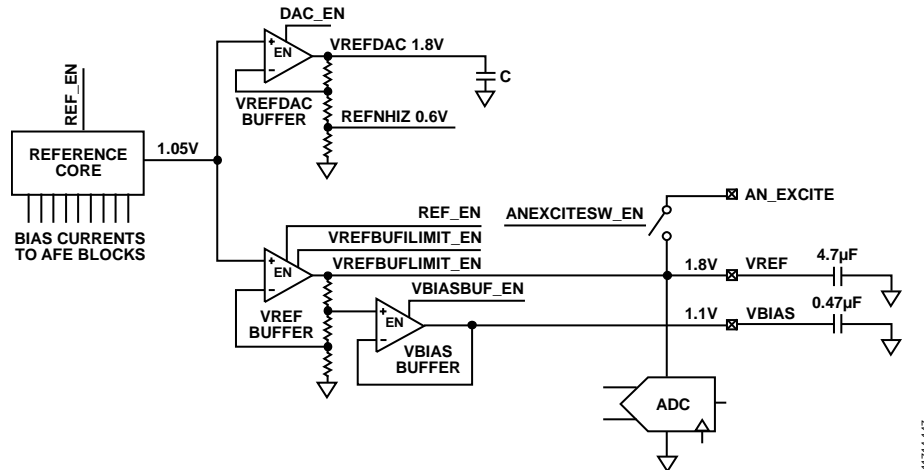 DAC_EN
EN
VREFDAC 1.8V
C
VREFDAC
BUFFER
REFNHIZ 0.6V
REF_EN
REFERENCE
CORE
1.05V
BIAS CURRENTS
TO AFE BLOCKS
REF_EN
VREFBUFILIMIT_EN
VREFBUFLIMIT_EN
EN
VREF
BUFFER
VBIASBUF_EN
EN
VBIAS
BUFFER
ANEXCITESW_EN
AN_EXCITE
1.8V
VREF
4.7µF
1.1V
VBIAS
0.47µF
ADC